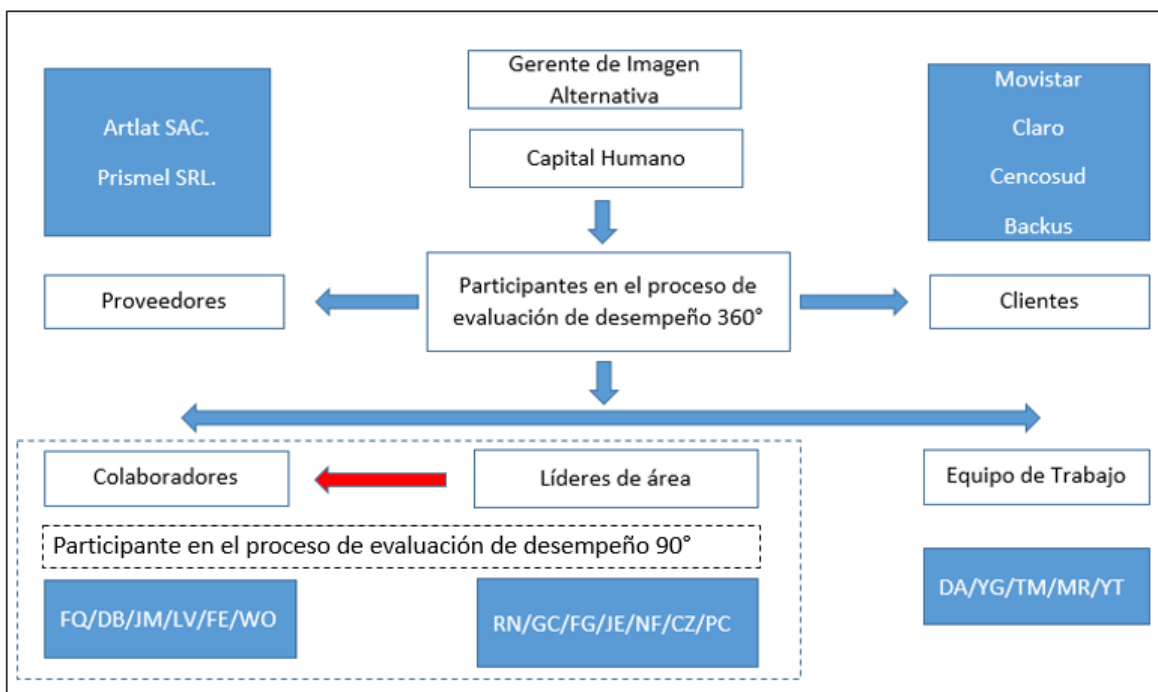 Gerente de Imagen
Alternativa
Artlat SAC.
Prismel SRL.
Movistar
Claro
Cencosud
Backus
Capital Humano
Proveedores
Participantes en el proceso de
evaluación de desempeño 360°
Clientes
Colaboradores
Líderes de área
Equipo de Trabajo
Participante en el proceso de evaluación de desempeño 90°
FQ/DB/JM/LV/FE/WO
RN/GC/FG/JE/NF/CZ/PC
DA/YG/TM/MR/YT